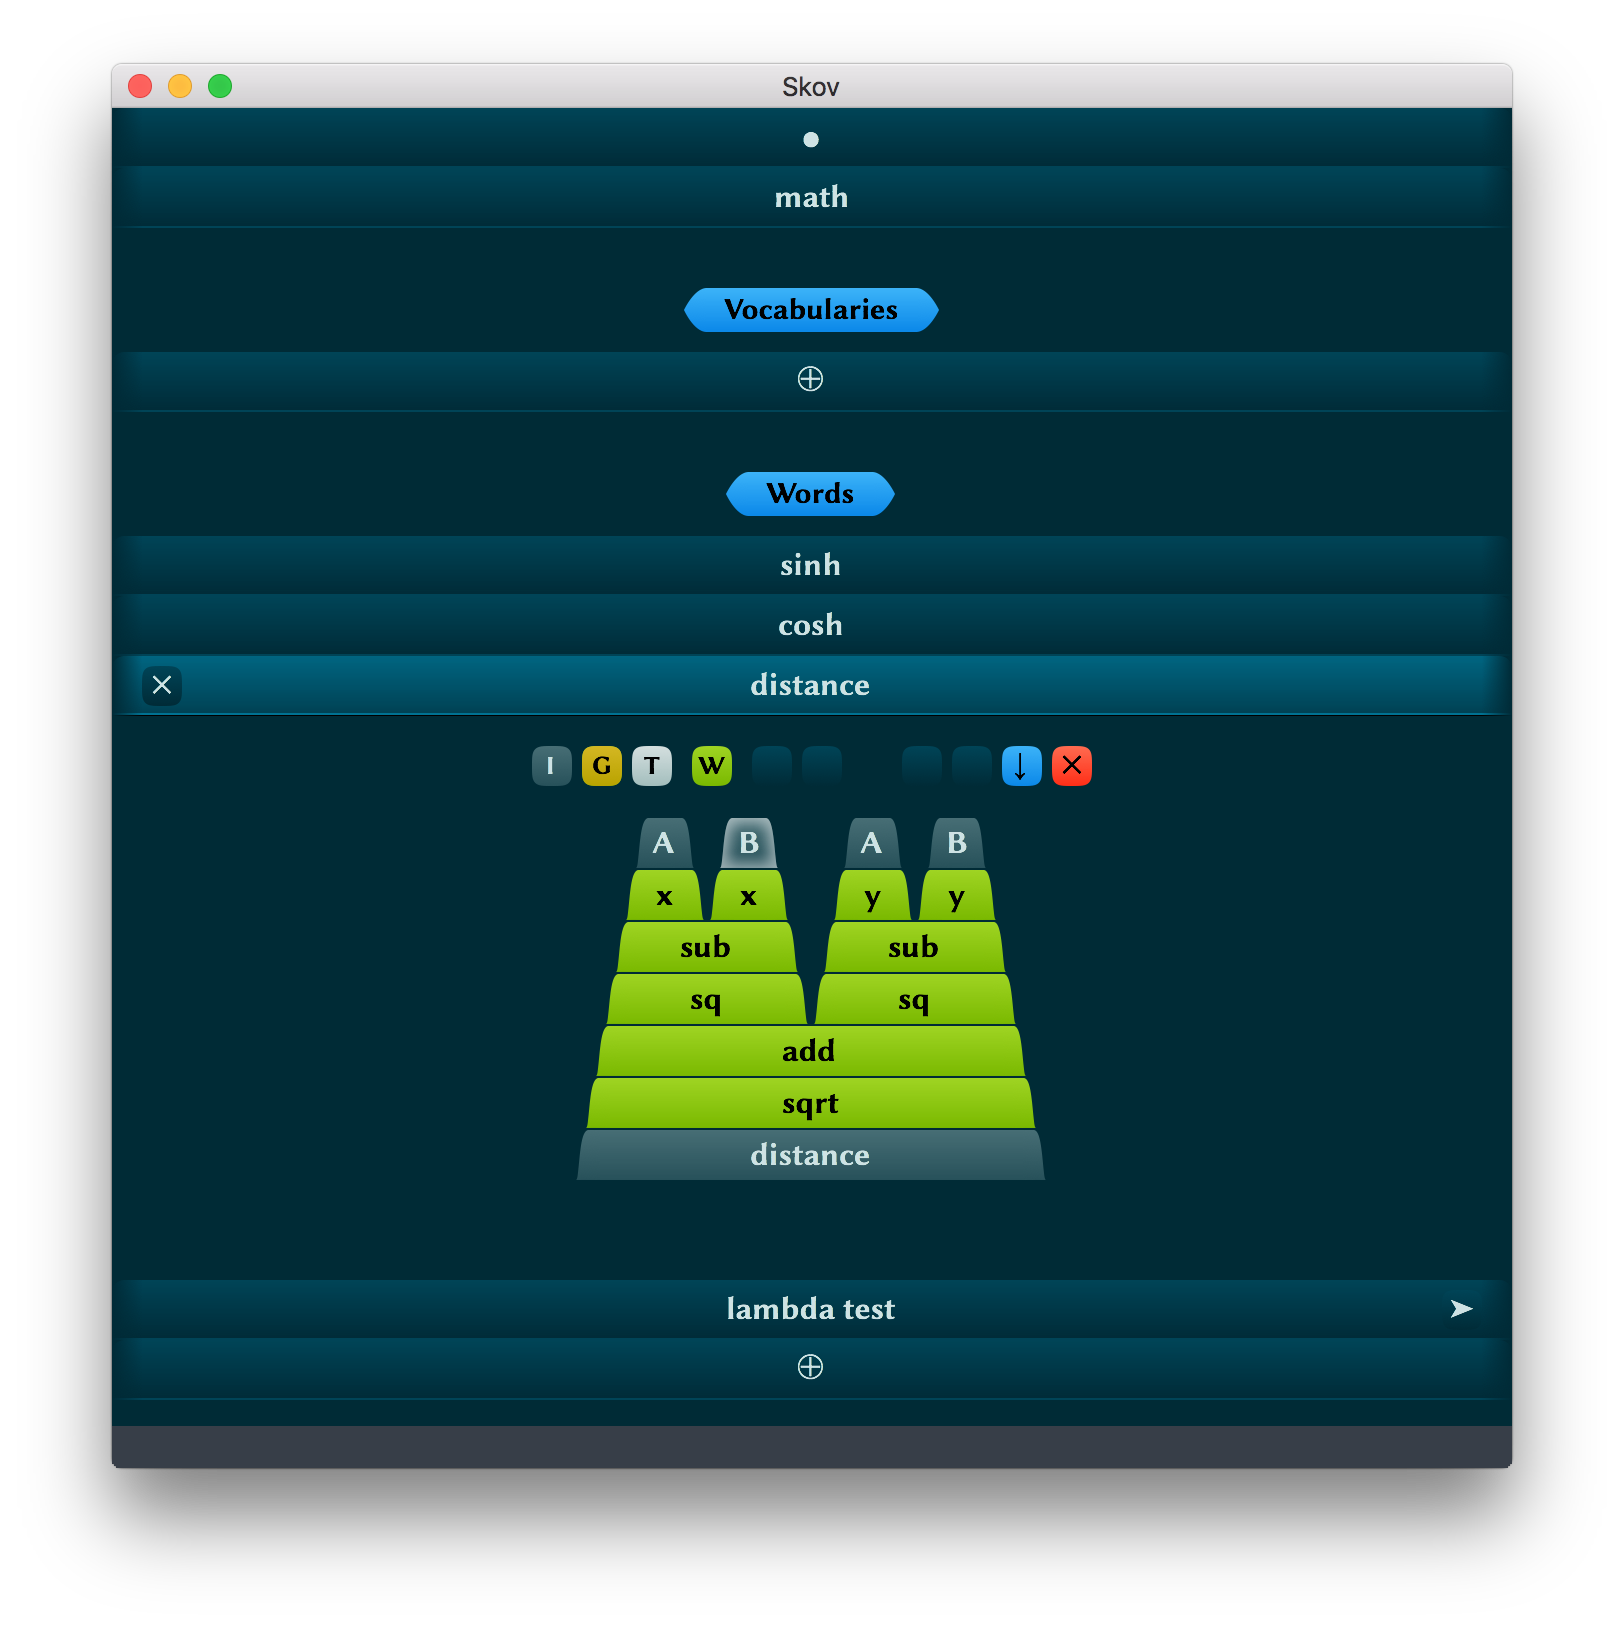 Skov
math
Vocabularies
Words
sinh
cosh
distance
I G T W
A B A B
x x y y
sub sub
sq sq
add
sqrt
distance
lambda test